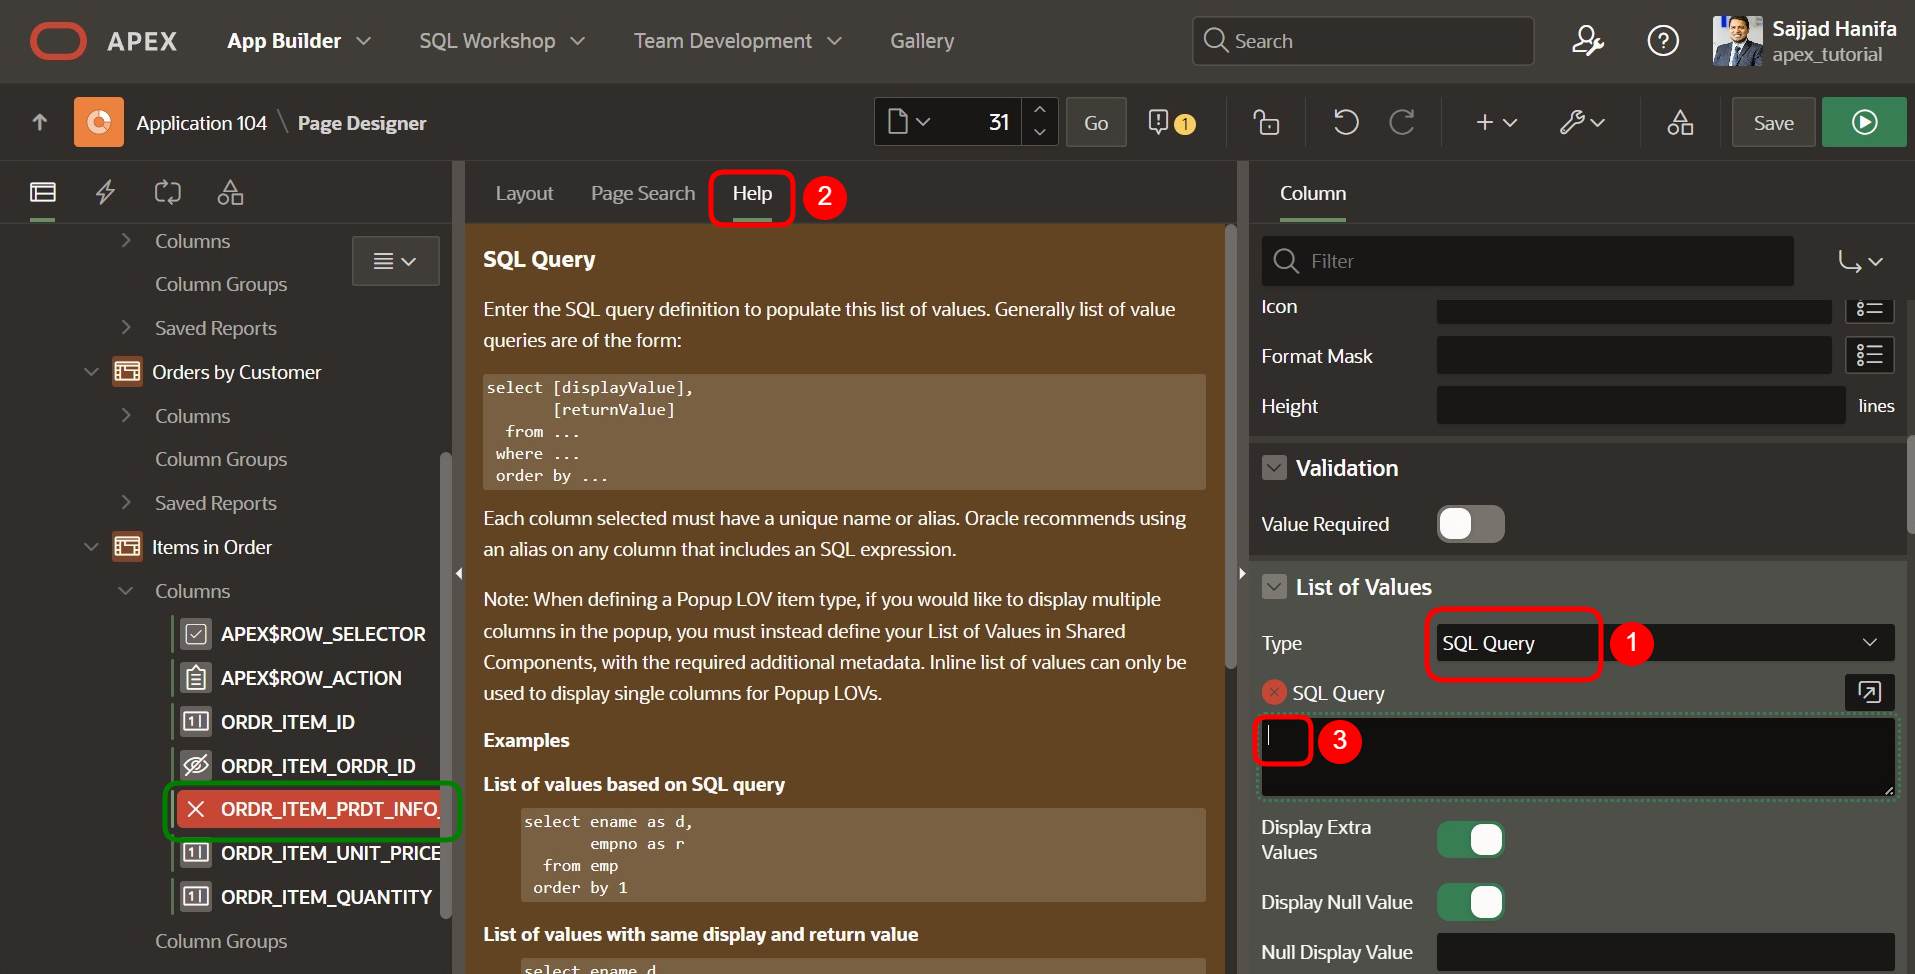 APEX
App Builder
SQL Workshop
Team Development
Gallery
Search
Sajjad Hanifa
apex_tutorial
Application 104 \ Page Designer
31
Go
1
Save
Columns
Column Groups
Saved Reports
Orders by Customer
Columns
Column Groups
Saved Reports
Items in Order
Columns
APEX$ROW_SELECTOR
APEX$ROW_ACTION
ORDR_ITEM_ID
ORDR_ITEM_ORDR_ID
ORDR_ITEM_PRDT_INFO_
ORDR_ITEM_UNIT_PRICE
ORDR_ITEM_QUANTITY
Column Groups
Layout
Page Search
Help
2
SQL Query
Enter the SQL query definition to populate this list of values. Generally list of value
queries are of the form:
select [displayValue],
[returnValue]
from ...
where ...
order by ...
Each column selected must have a unique name or alias. Oracle recommends using
an alias on any column that includes an SQL expression.
Note: When defining a Popup LOV item type, if you would like to display multiple
columns in the popup, you must instead define your List of Values in Shared
Components, with the required additional metadata. Inline list of values can only be
used to display single columns for Popup LOVs.
Examples
List of values based on SQL query
select ename as d,
empno as r
from emp
order by 1
List of values with same display and return value
select ename d
Column
Filter
Icon
Format Mask
Height
lines
Validation
Value Required
List of Values
Type
SQL Query
1
SQL Query
3
Display Extra
Values
Display Null Value
Null Display Value